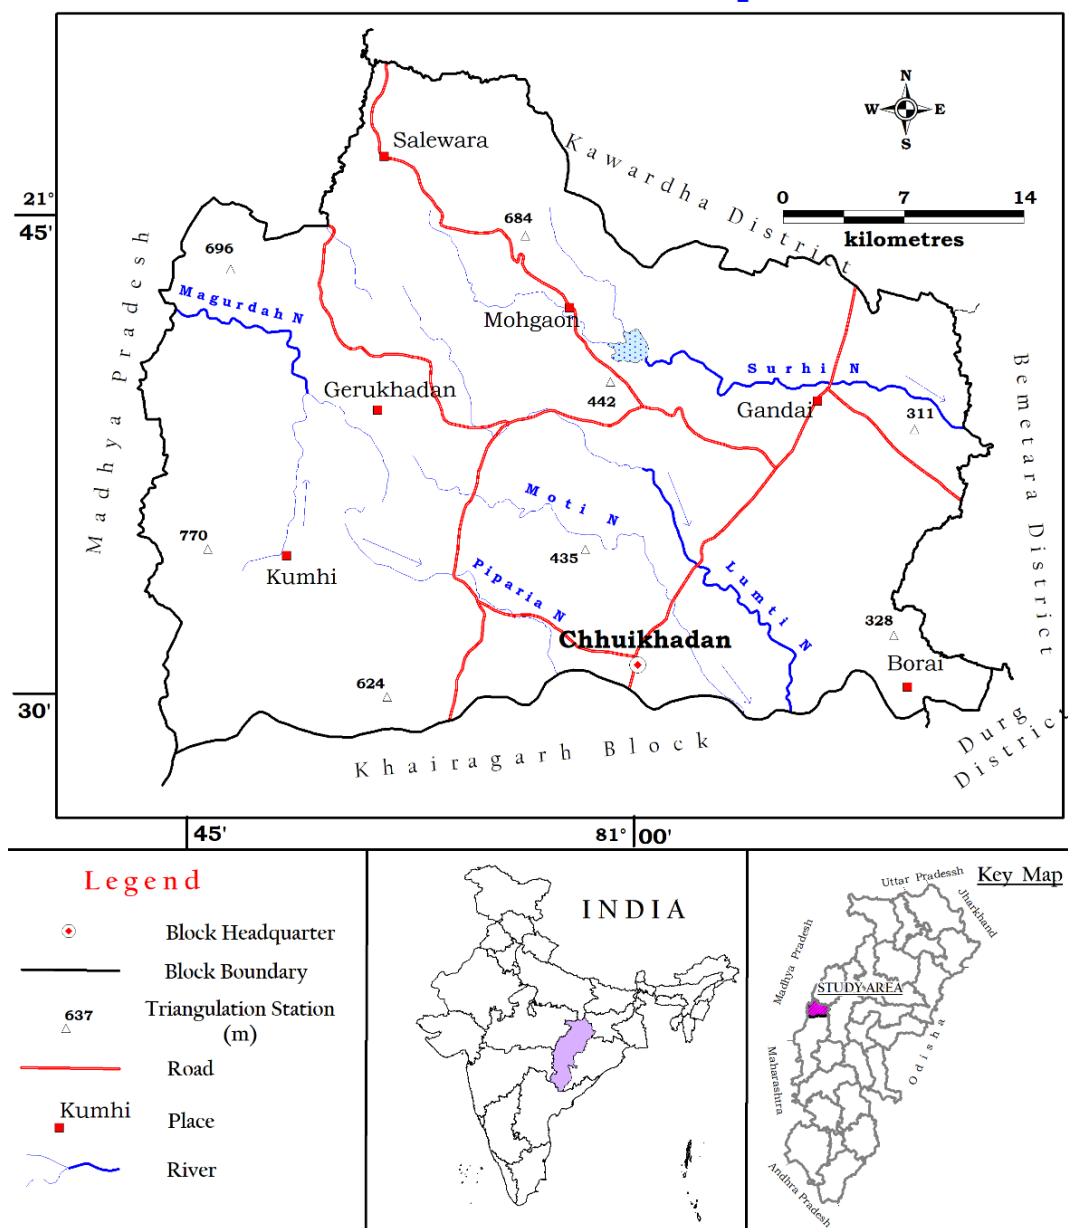 N
W E
S
Salewara
Kawardha District
0 7 14
kilometres
21°
45'
684
696
Magurdah N
Mohgaon
Madhya Pradesh
Surhi N
Gerukhadan
442
Gandai
311
Bemetara District
Moti N
770
435
Kumhi
Piparia N
Lumti N
328
Chhuikhadan
Borai
624
30'
Khairagarh Block
Durg
District
45'
81° 00'
Legend
Block Headquarter
Block Boundary
637
Triangulation Station
(m)
Road
Kumhi
Place
River
INDIA
Key Map
Uttar Pradessh
Jharkhand
Madhya Pradesh
STUDY AREA
Odisha
Maharashtra
Andhra Pradesh